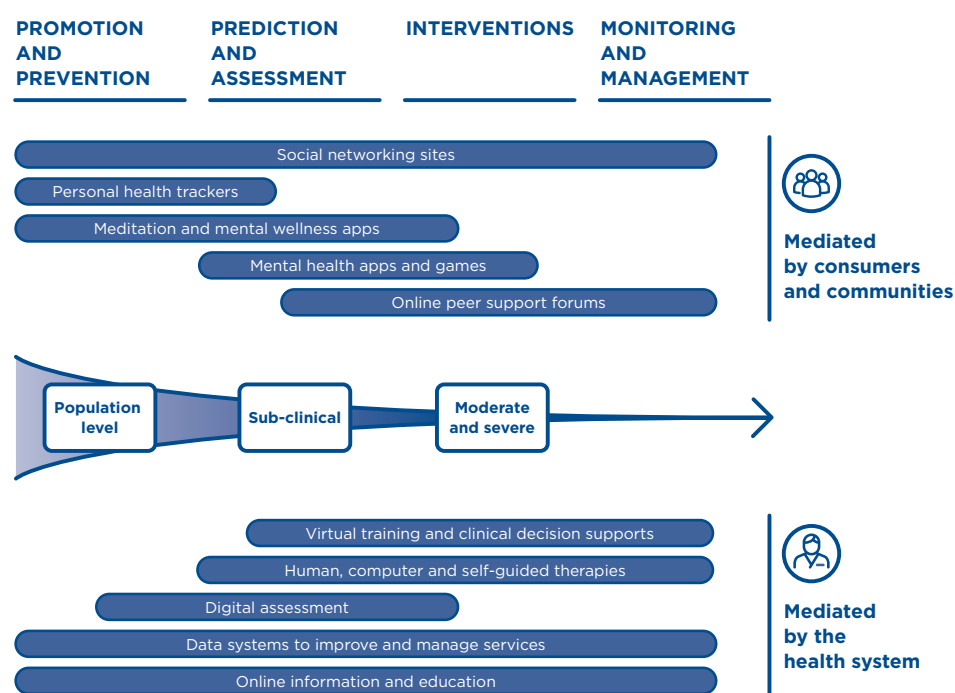 PROMOTION
AND
PREVENTION
PREDICTION
AND
ASSESSMENT
INTERVENTIONS
MONITORING
AND
MANAGEMENT
Social networking sites
Personal health trackers
Meditation and mental wellness apps
Mental health apps and games
Online peer support forums
Mediated
by consumers
and communities
Population
level
Sub-clinical
Moderate
and severe
Virtual training and clinical decision supports
Human, computer and self-guided therapies
Digital assessment
Data systems to improve and manage services
Online information and education
Mediated
by the
health system